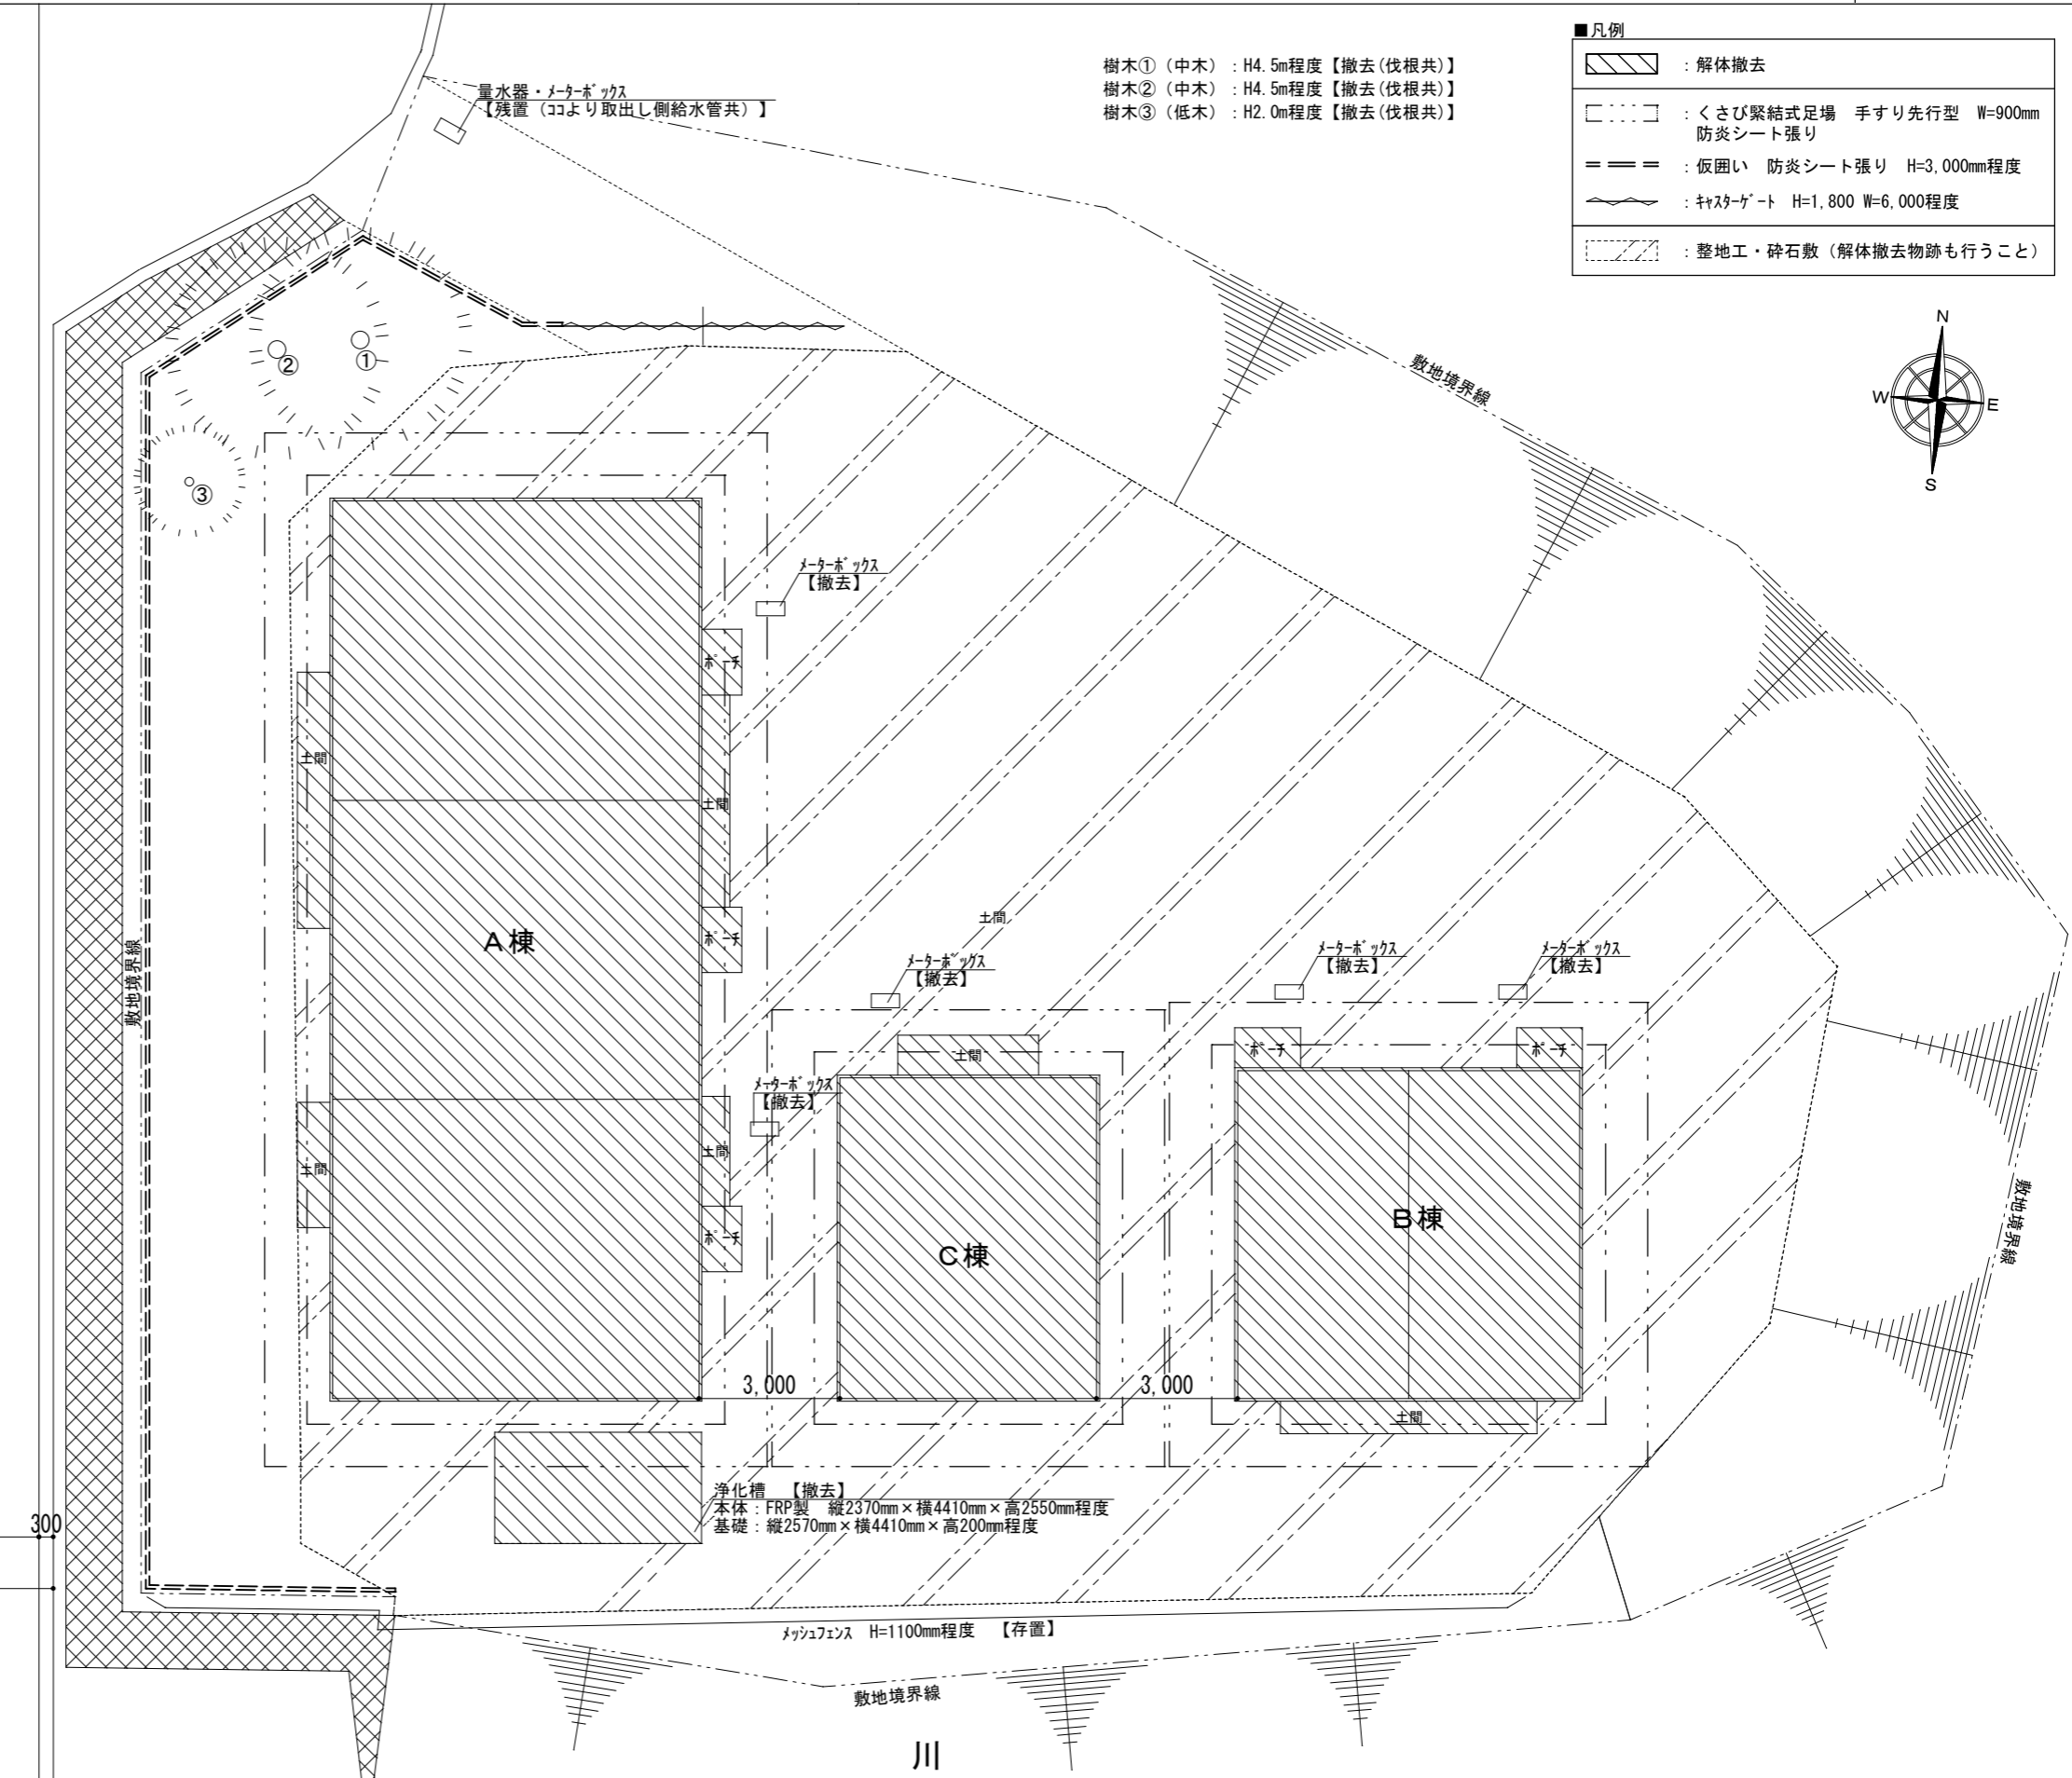 ■凡例
:解体撤去
:くさび緊結式足場　手すり先行型　W=900mm
防炎シート張り
:仮囲い　防炎シート張り　H=3,000mm程度
:ｷｬｽﾀｰｹﾞｰﾄ　H=1,800 W=6,000程度
:整地工・砕石敷（解体撤去物跡も行うこと）
樹木①（中木）：H4.5m程度【撤去(伐根共)】
樹木②（中木）：H4.5m程度【撤去(伐根共)】
樹木③（低木）：H2.0m程度【撤去(伐根共)】
量水器・ﾒｰﾀｰﾎﾞｯｸｽ
【残置（ｺｺより取出し側給水管共）】
N
W
E
S
敷地境界線
②
①
③
ﾒｰﾀｰﾎﾞｯｸｽ
【撤去】
ﾎﾟｰﾁ
土間
土間
A棟
ﾎﾟｰﾁ
敷地境界線
土間
ﾒｰﾀｰﾎﾞｯｸｽ
【撤去】
ﾒｰﾀｰﾎﾞｯｸｽ
【撤去】
ﾒｰﾀｰﾎﾞｯｸｽ
【撤去】
土間
ﾎﾟｰﾁ
ﾎﾟｰﾁ
ﾒｰﾀｰﾎﾞｯｸｽ
【撤去】
土間
土間
ﾎﾟｰﾁ
C棟
B棟
敷地境界線
3,000
3,000
土間
浄化槽　【撤去】
本体：FRP製　縦2370mm×横4410mm×高2550mm程度
基礎：縦2570mm×横4410mm×高200mm程度
300
ﾒｯｼｭﾌｪﾝｽ　H=1100mm程度　【存置】
敷地境界線
川